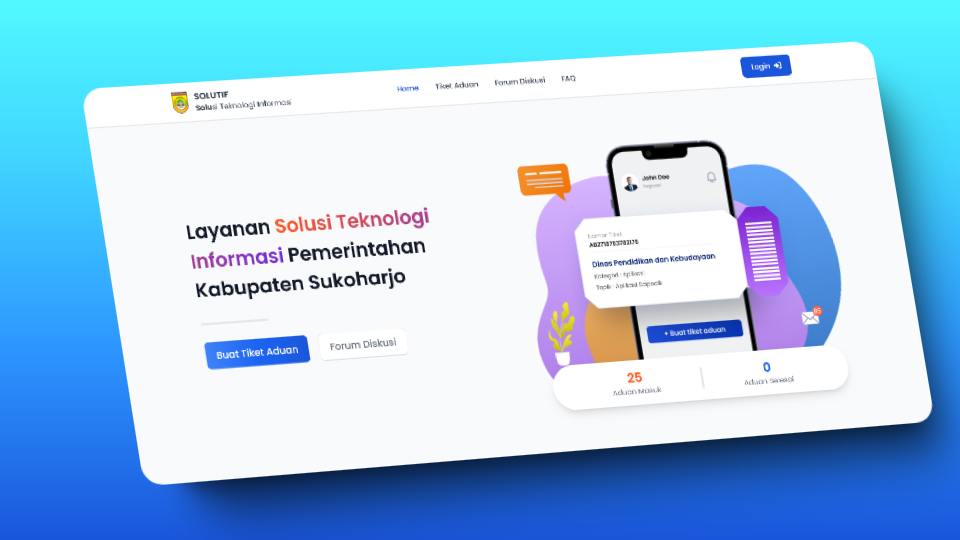 SOLUTIF
Solusi Teknologi Informasi
Home
Tiket Aduan
Forum Diskusi
FAQ
Login
Layanan Solusi Teknologi
Informasi Pemerintahan
Kabupaten Sukoharjo
Buat Tiket Aduan
Forum Diskusi
John Doe
Nomor Tiket
Dinas Pendidikan dan Kebudayaan
Kategori : Aplikasi
Topik : Aplikasi Dapodik
+ Buat tiket aduan
25
Aduan Masuk
0
Aduan Selesai